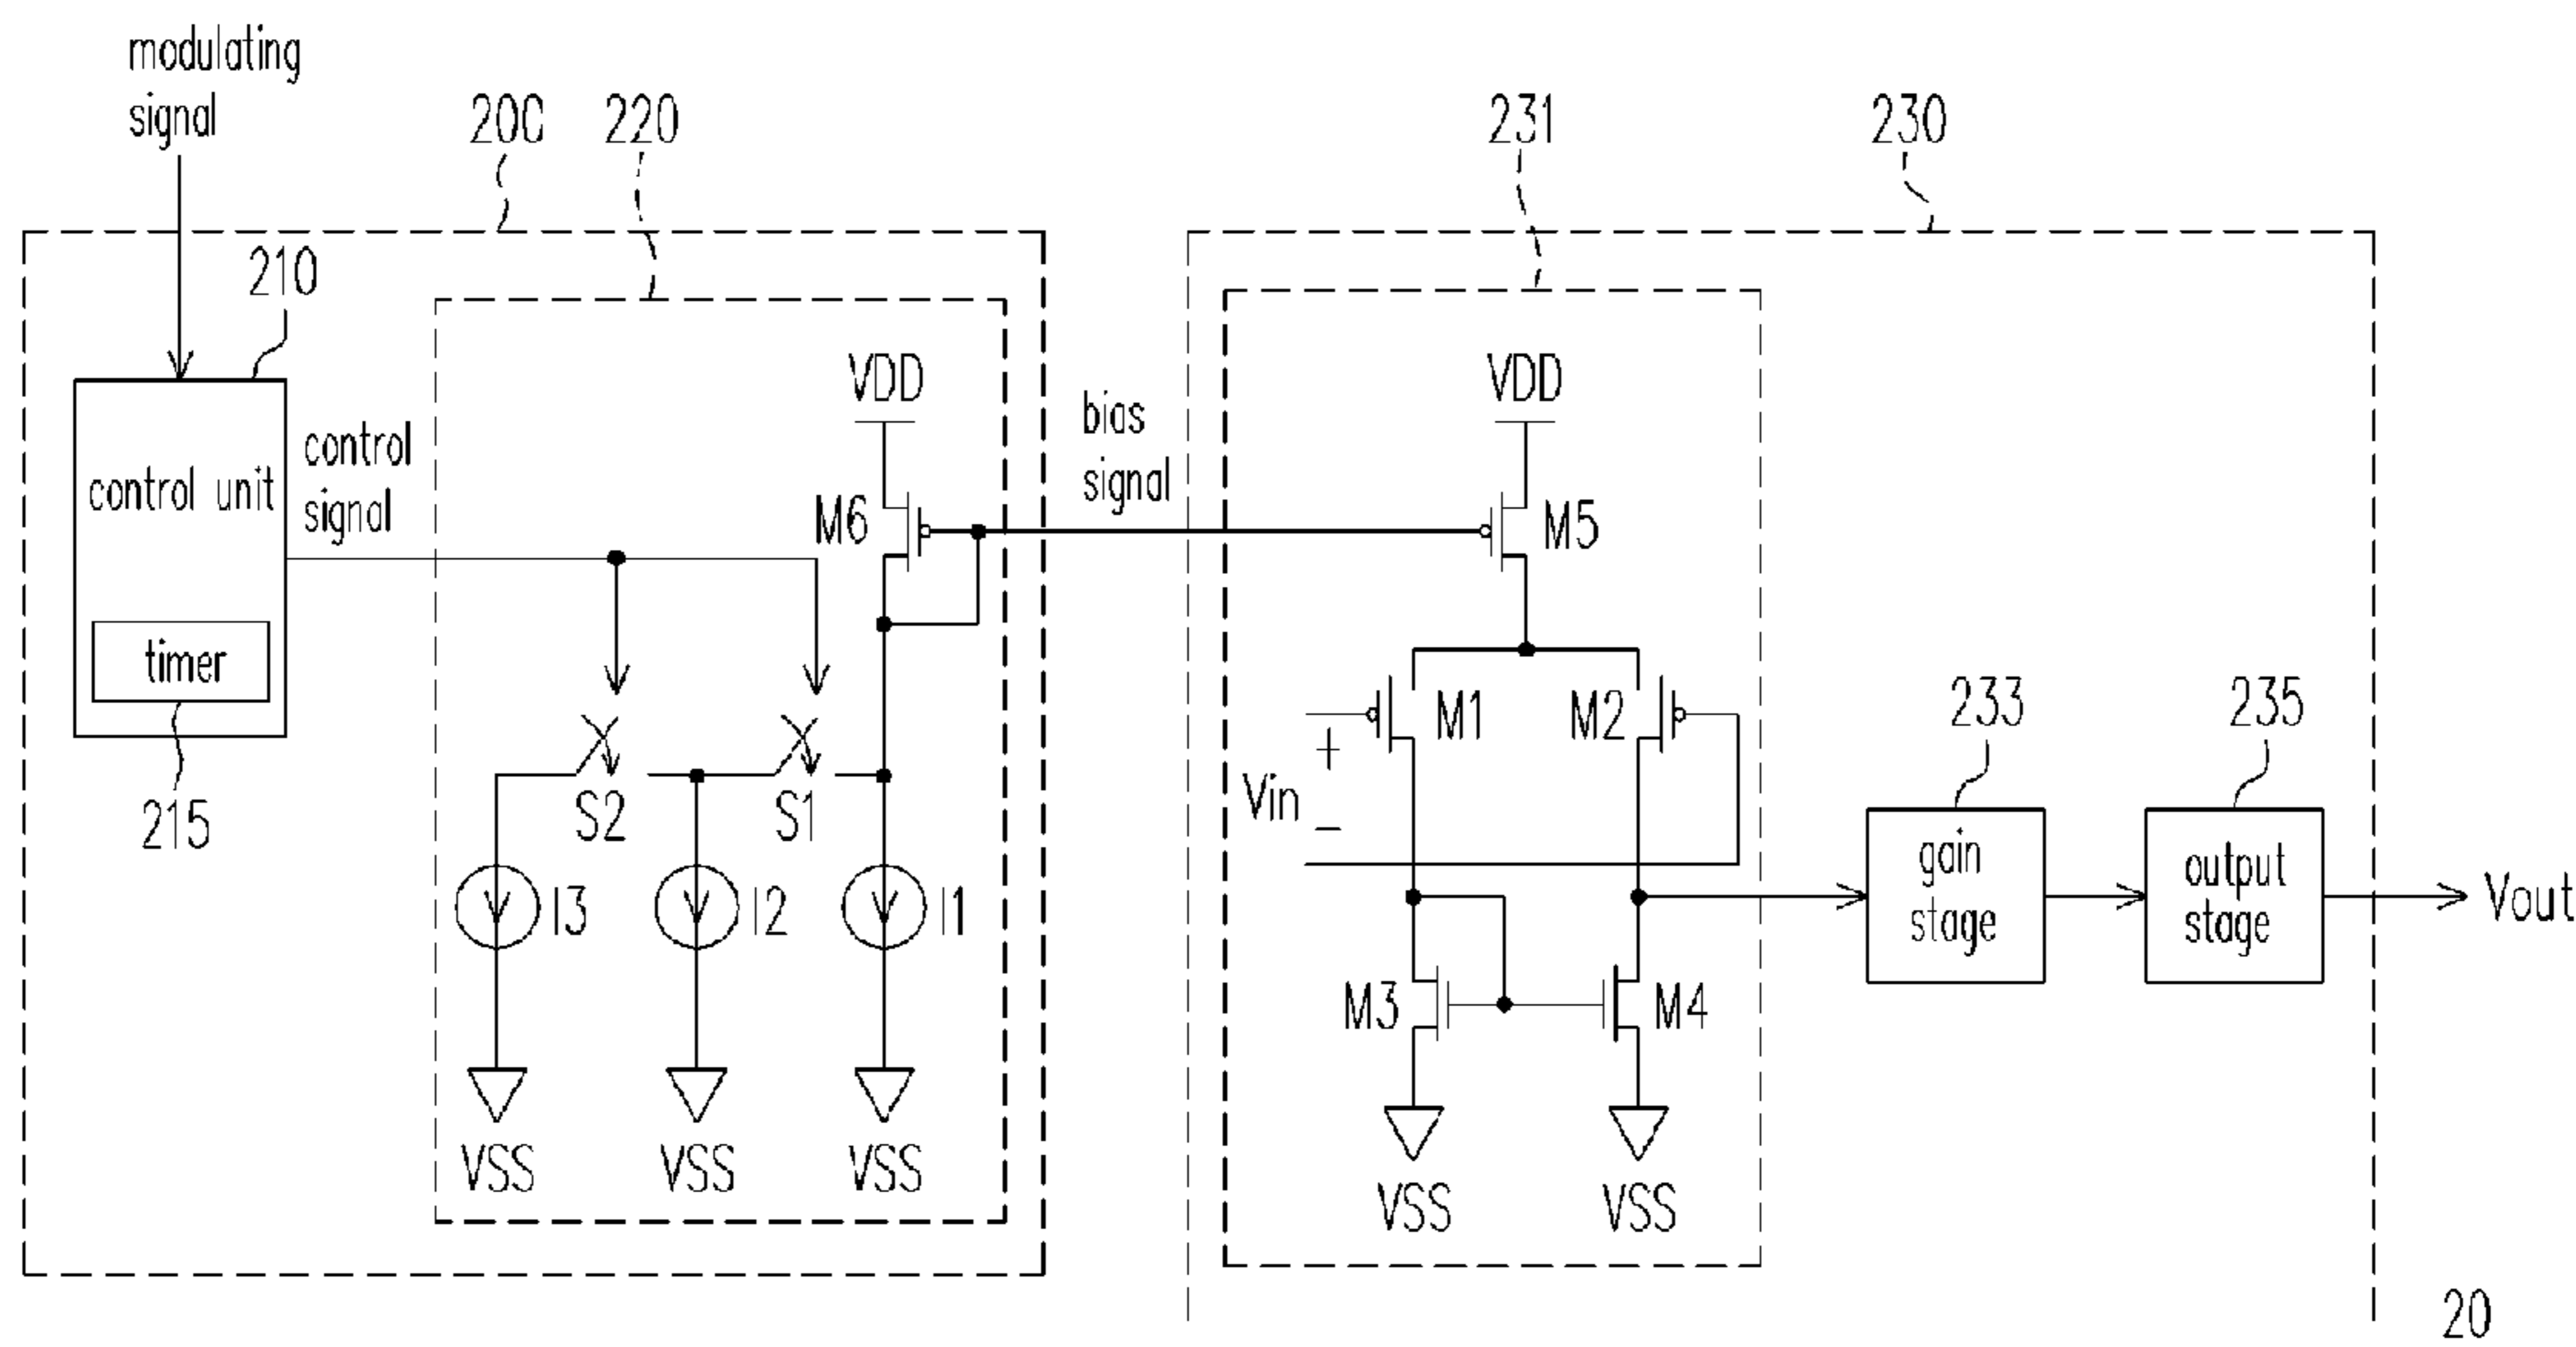 modulating
signal
200
220
231
230
210
VDD
VDD
control unit
control
signal
bias
signal
M6
M5
timer
M1
M2
233
235
215
S2
S1
Vin
+
−
I3
I2
I1
gain
stage
output
stage
Vout
M3
M4
VSS
VSS
VSS
VSS
VSS
20